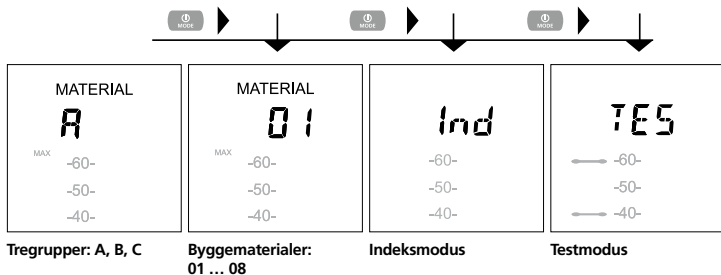 MODE MODE MODE
MATERIAL
A
MAX -60-
-50-
-40-
Tregrupper: A, B, C
MATERIAL
01
MAX -60-
-50-
-40-
Byggematerialer:
01 ... 08
Ind
-60-
-50-
-40-
Indeksmodus
TES
-60-
-50-
-40-
Testmodus